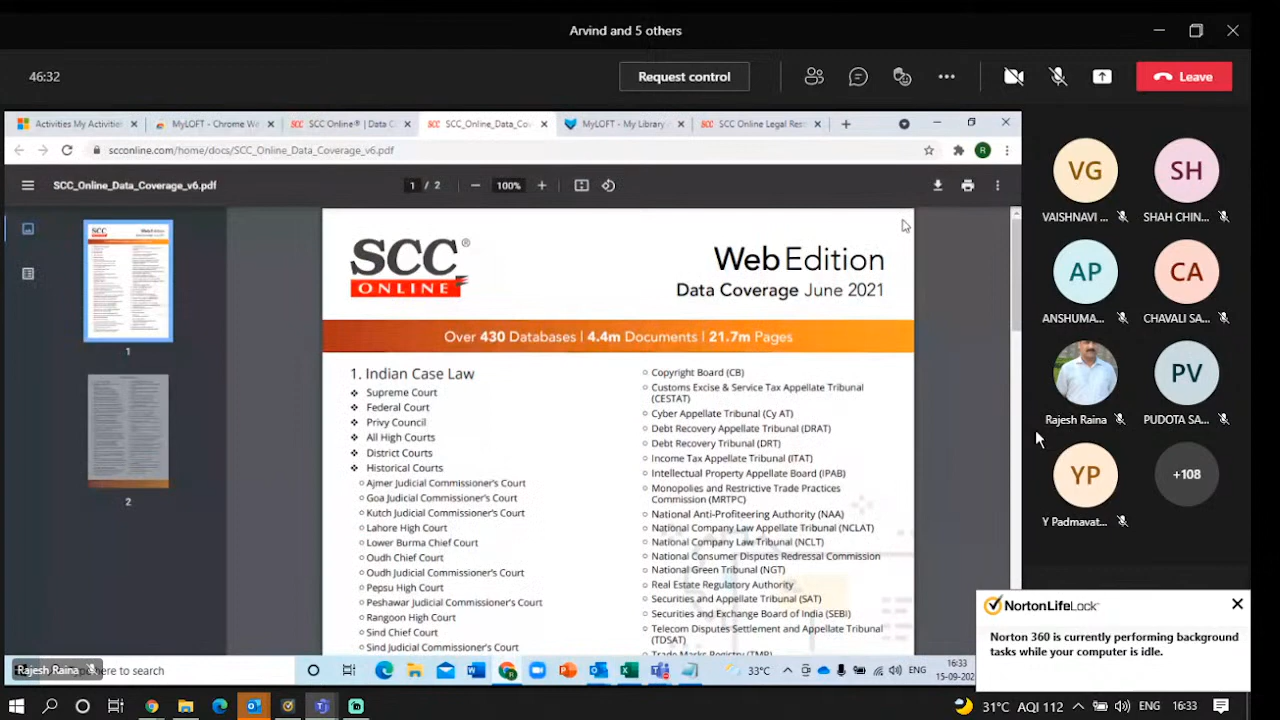 Arvind and 5 others
46:32
Request control
Leave
Activities My Activitie
MyLOFT - Chrome We
SCC Online® | Data C
SCC_Online_Data_Co
MyLOFT - My Library
SCC Online Legal Res
scconline.com/home/docs/SCC_Online_Data_Coverage_v6.pdf
R
SCC_Online_Data_Coverage_v6.pdf
1 / 2
100%
SCC®
ONLINE
Web Edition
Data Coverage June 2021
Over 430 Databases | 4.4m Documents | 21.7m Pages
1. Indian Case Law
Supreme Court
Federal Court
Privy Council
All High Courts
District Courts
Historical Courts
Ajmer Judicial Commissioner's Court
Goa Judicial Commissioner's Court
Kutch Judicial Commissioner's Court
Lahore High Court
Lower Burma Chief Court
Oudh Chief Court
Oudh Judicial Commissioner's Court
Pepsu High Court
Peshawar Judicial Commissioner's Court
Rangoon High Court
Sind Chief Court
Sind Judicial Commissioner's Court
Copyright Board (CB)
Customs Excise & Service Tax Appellate Tribunal
(CESTAT)
Cyber Appellate Tribunal (Cy AT)
Debt Recovery Appellate Tribunal (DRAT)
Debt Recovery Tribunal (DRT)
Income Tax Appellate Tribunal (ITAT)
Intellectual Property Appellate Board (IPAB)
Monopolies and Restrictive Trade Practices
Commission (MRTPC)
National Anti-Profiteering Authority (NAA)
National Company Law Appellate Tribunal (NCLAT)
National Company Law Tribunal (NCLT)
National Consumer Disputes Redressal Commission
National Green Tribunal (NGT)
Real Estate Regulatory Authority
Securities and Appellate Tribunal (SAT)
Securities and Exchange Board of India (SEBI)
Telecom Disputes Settlement and Appellate Tribunal
(TDSAT)
Trade Marks Registry (TMR)
1
2
VG
VAISHNAVI ...
SH
SHAH CHIN...
AP
ANSHUMA...
CA
CHAVALI SA...
Rajesh Raina
PV
PUDOTA SA...
YP
Y Padmavat...
+108
NortonLifeLock
Norton 360 is currently performing background
tasks while your computer is idle.
Rajesh Raina
here to search
33°C
ENG
16:33
15-09-202
31°C AQI 112
ENG
16:33